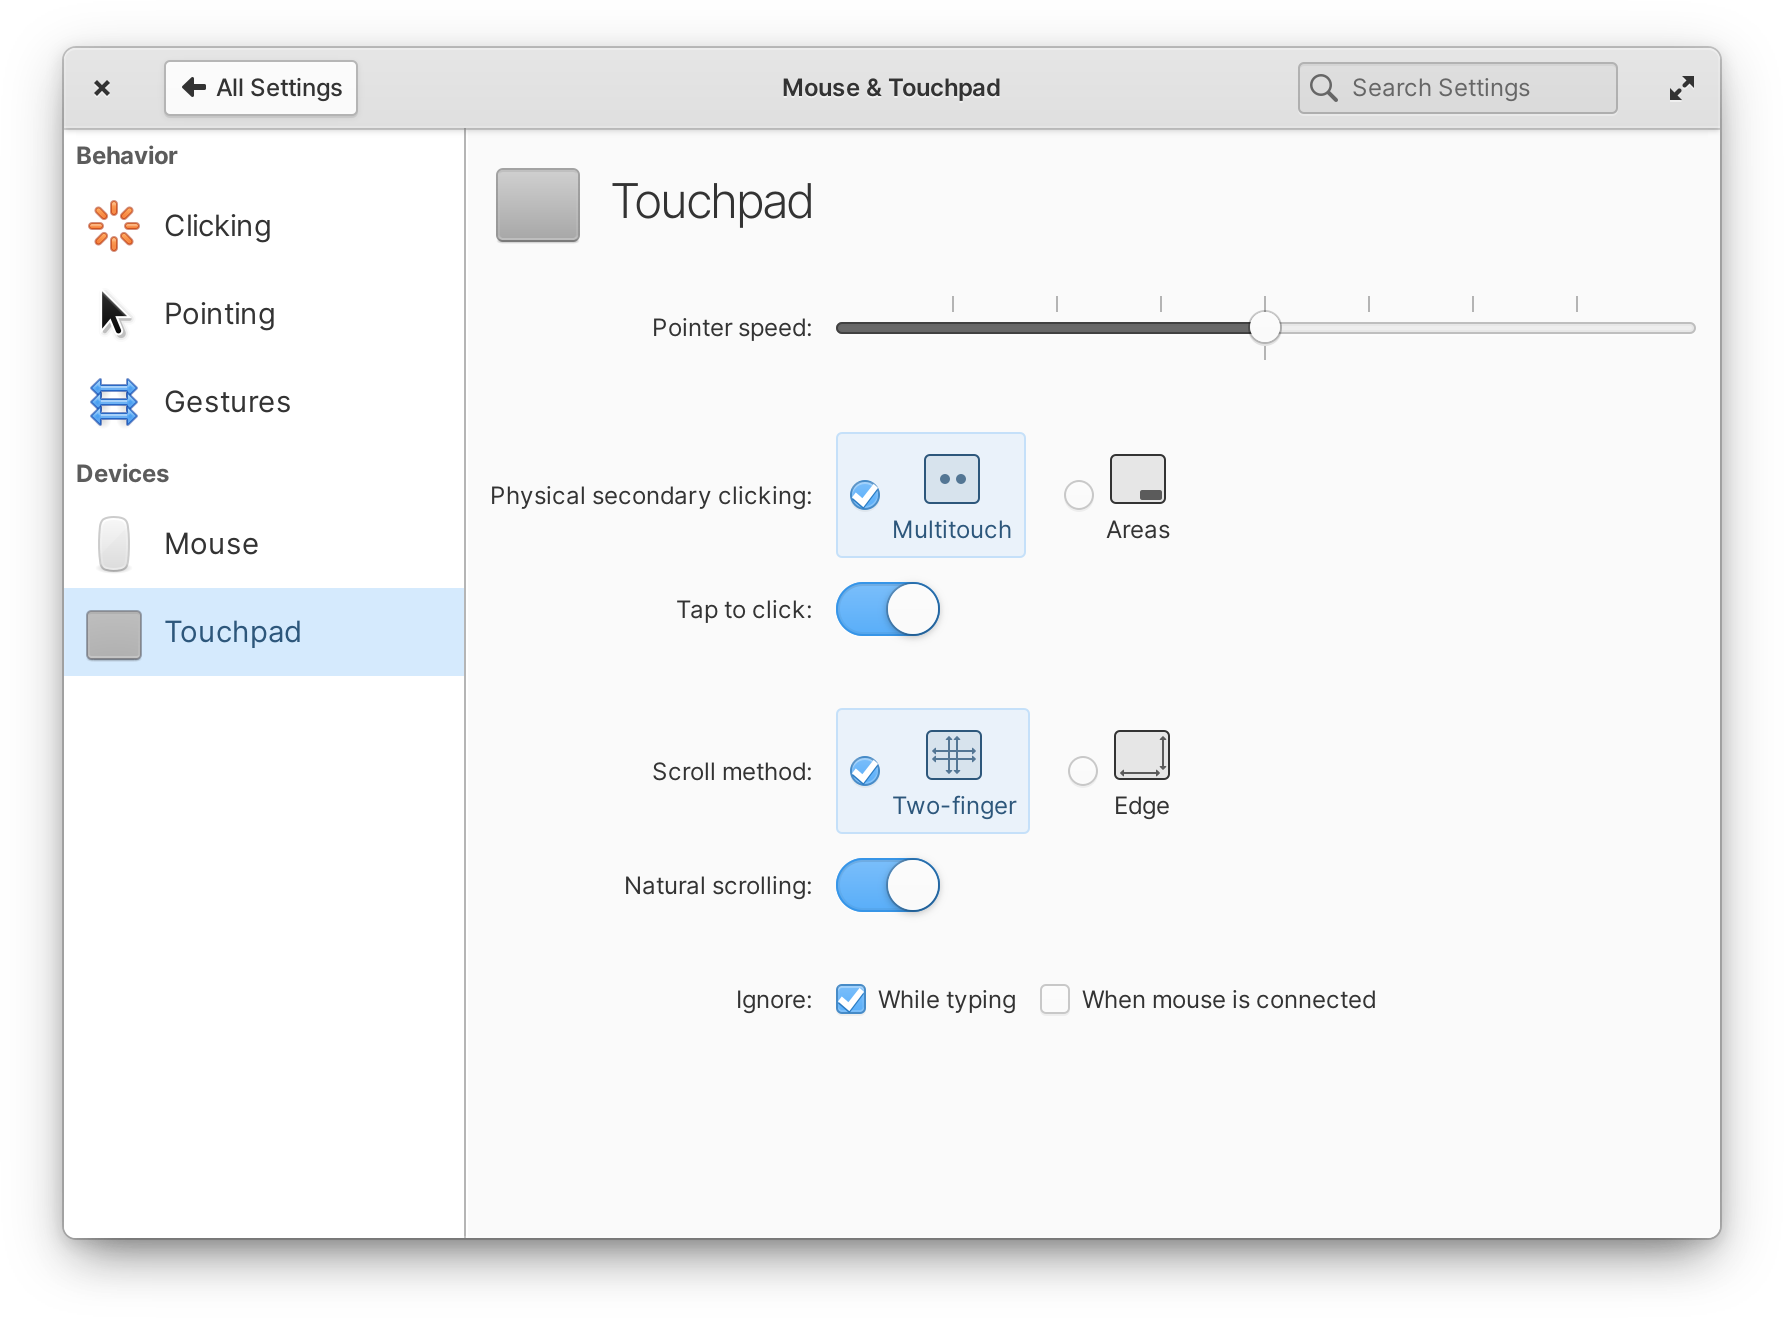 All Settings
Mouse & Touchpad
Search Settings
Behavior
Clicking
Pointing
Gestures
Devices
Mouse
Touchpad
Touchpad
Pointer speed:
Physical secondary clicking:
Multitouch
Areas
Tap to click:
Scroll method:
Two-finger
Edge
Natural scrolling:
Ignore:
While typing
When mouse is connected